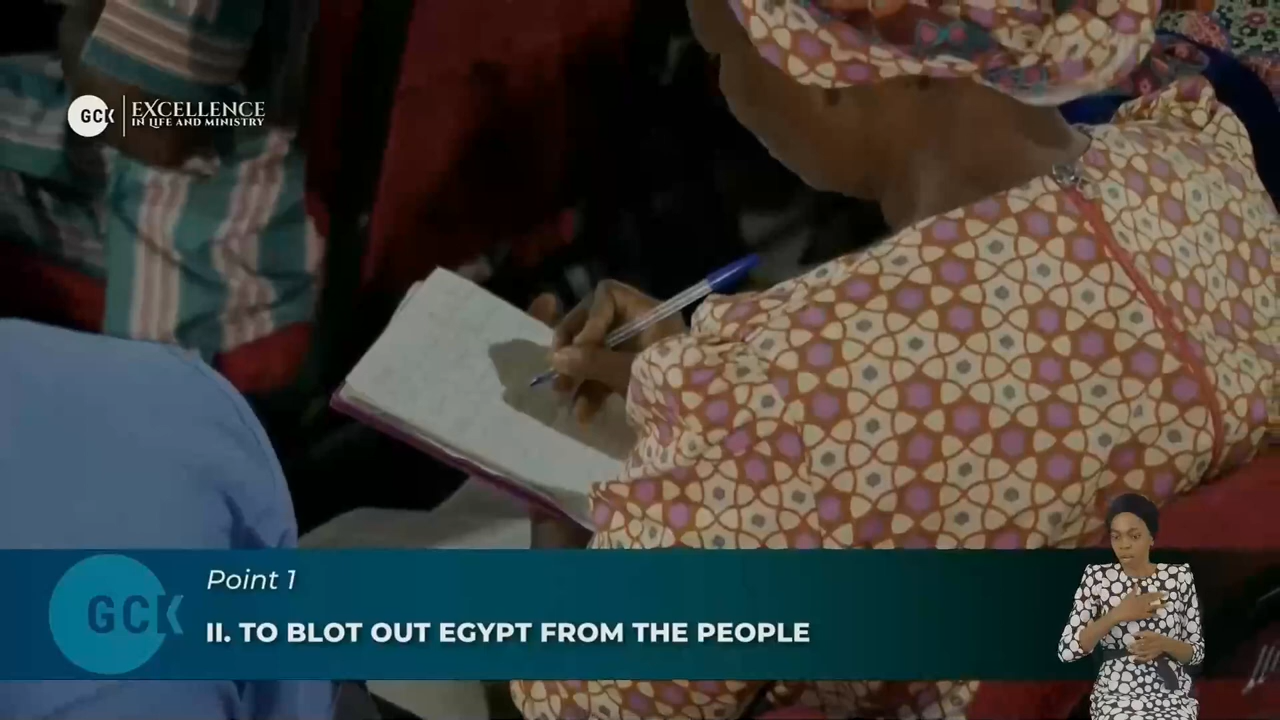 GCK
EXCELLENCE
IN LIFE AND MINISTRY
GCK
Point 1
II. TO BLOT OUT EGYPT FROM THE PEOPLE